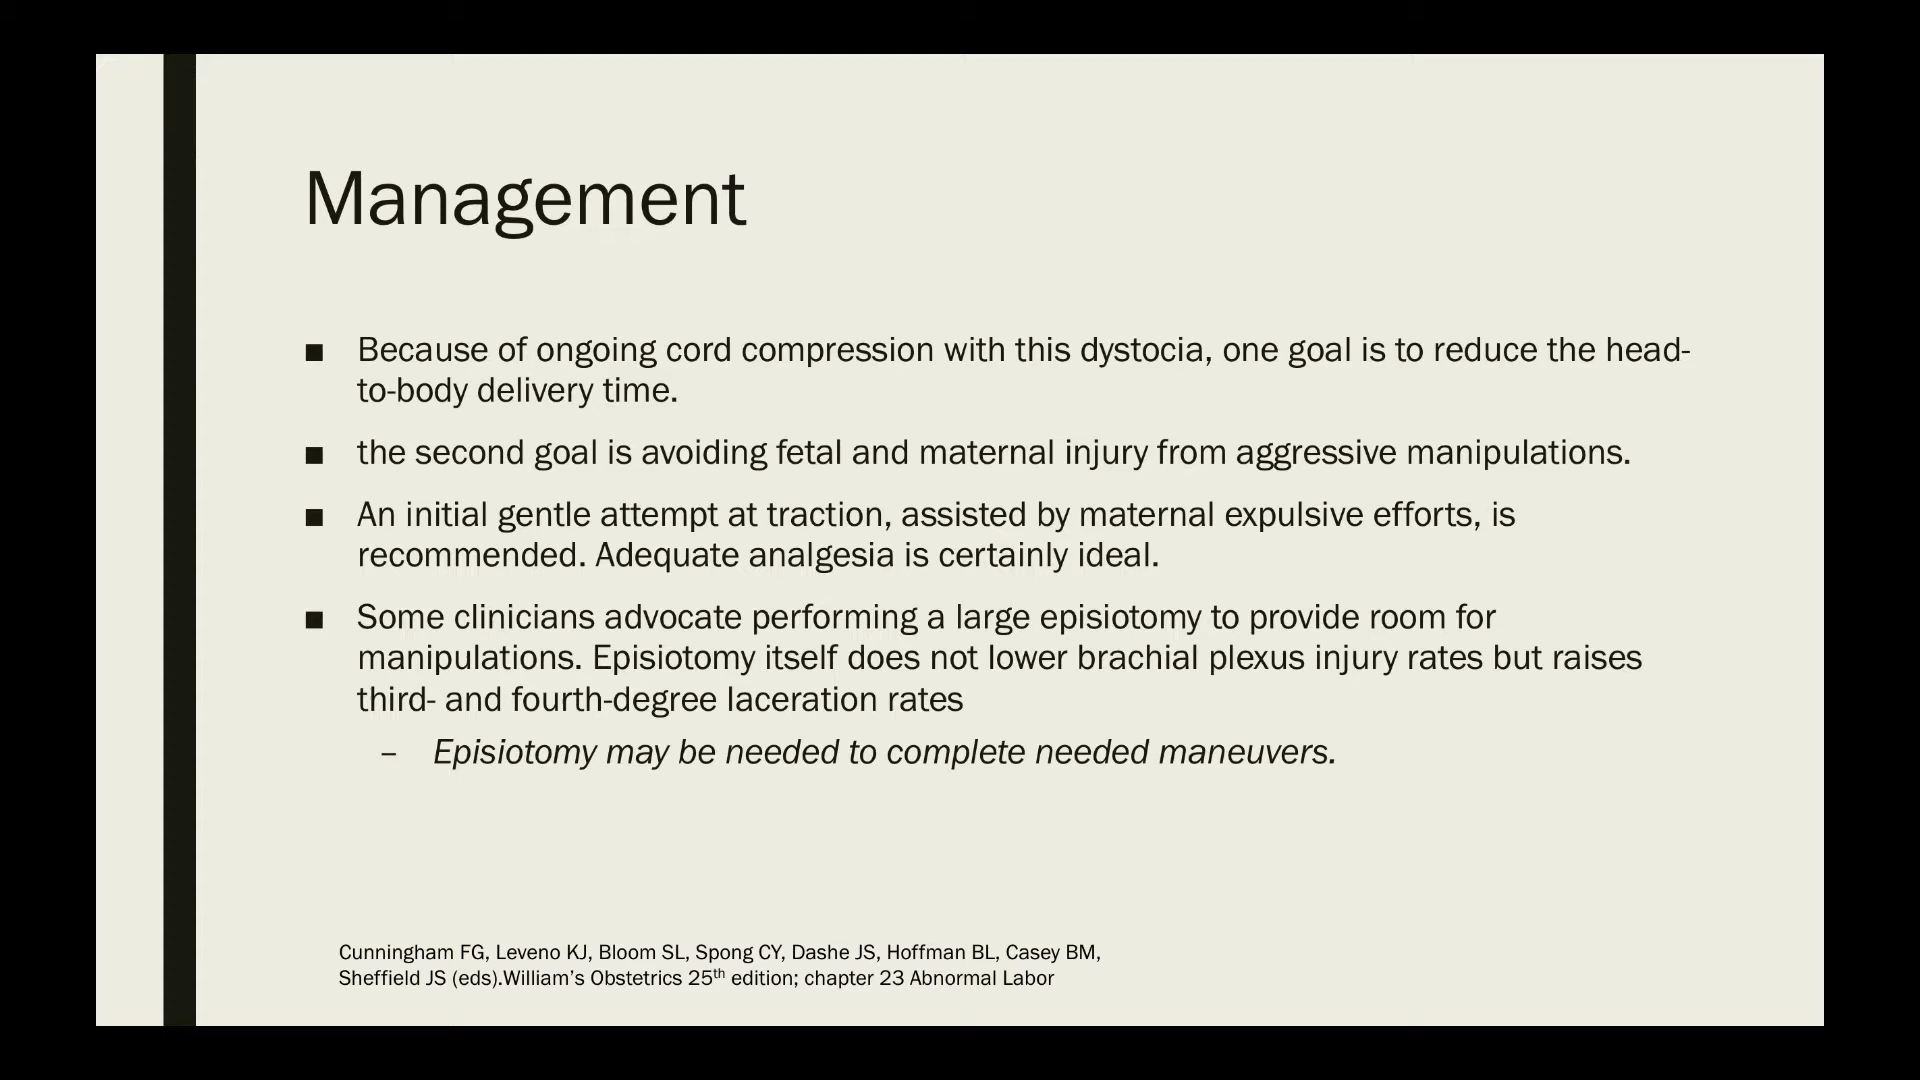 Management
■ Because of ongoing cord compression with this dystocia, one goal is to reduce the head-
to-body delivery time.
■ the second goal is avoiding fetal and maternal injury from aggressive manipulations.
■ An initial gentle attempt at traction, assisted by maternal expulsive efforts, is
recommended. Adequate analgesia is certainly ideal.
■ Some clinicians advocate performing a large episiotomy to provide room for
manipulations. Episiotomy itself does not lower brachial plexus injury rates but raises
third- and fourth-degree laceration rates
– Episiotomy may be needed to complete needed maneuvers.
Cunningham FG, Leveno KJ, Bloom SL, Spong CY, Dashe JS, Hoffman BL, Casey BM,
Sheffield JS (eds).William’s Obstetrics 25th edition; chapter 23 Abnormal Labor